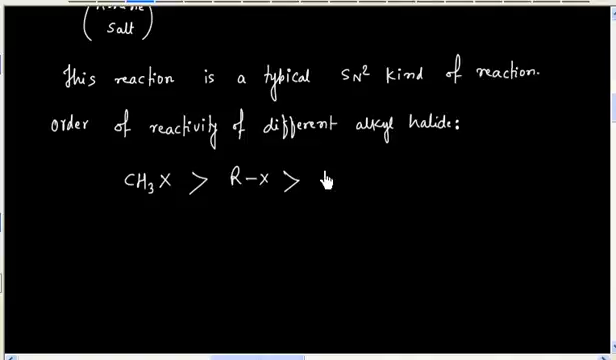 Salt
This reaction is a typical SN² kind of reaction.
Order of reactivity of different alkyl halide:
CH₃X > R-X >